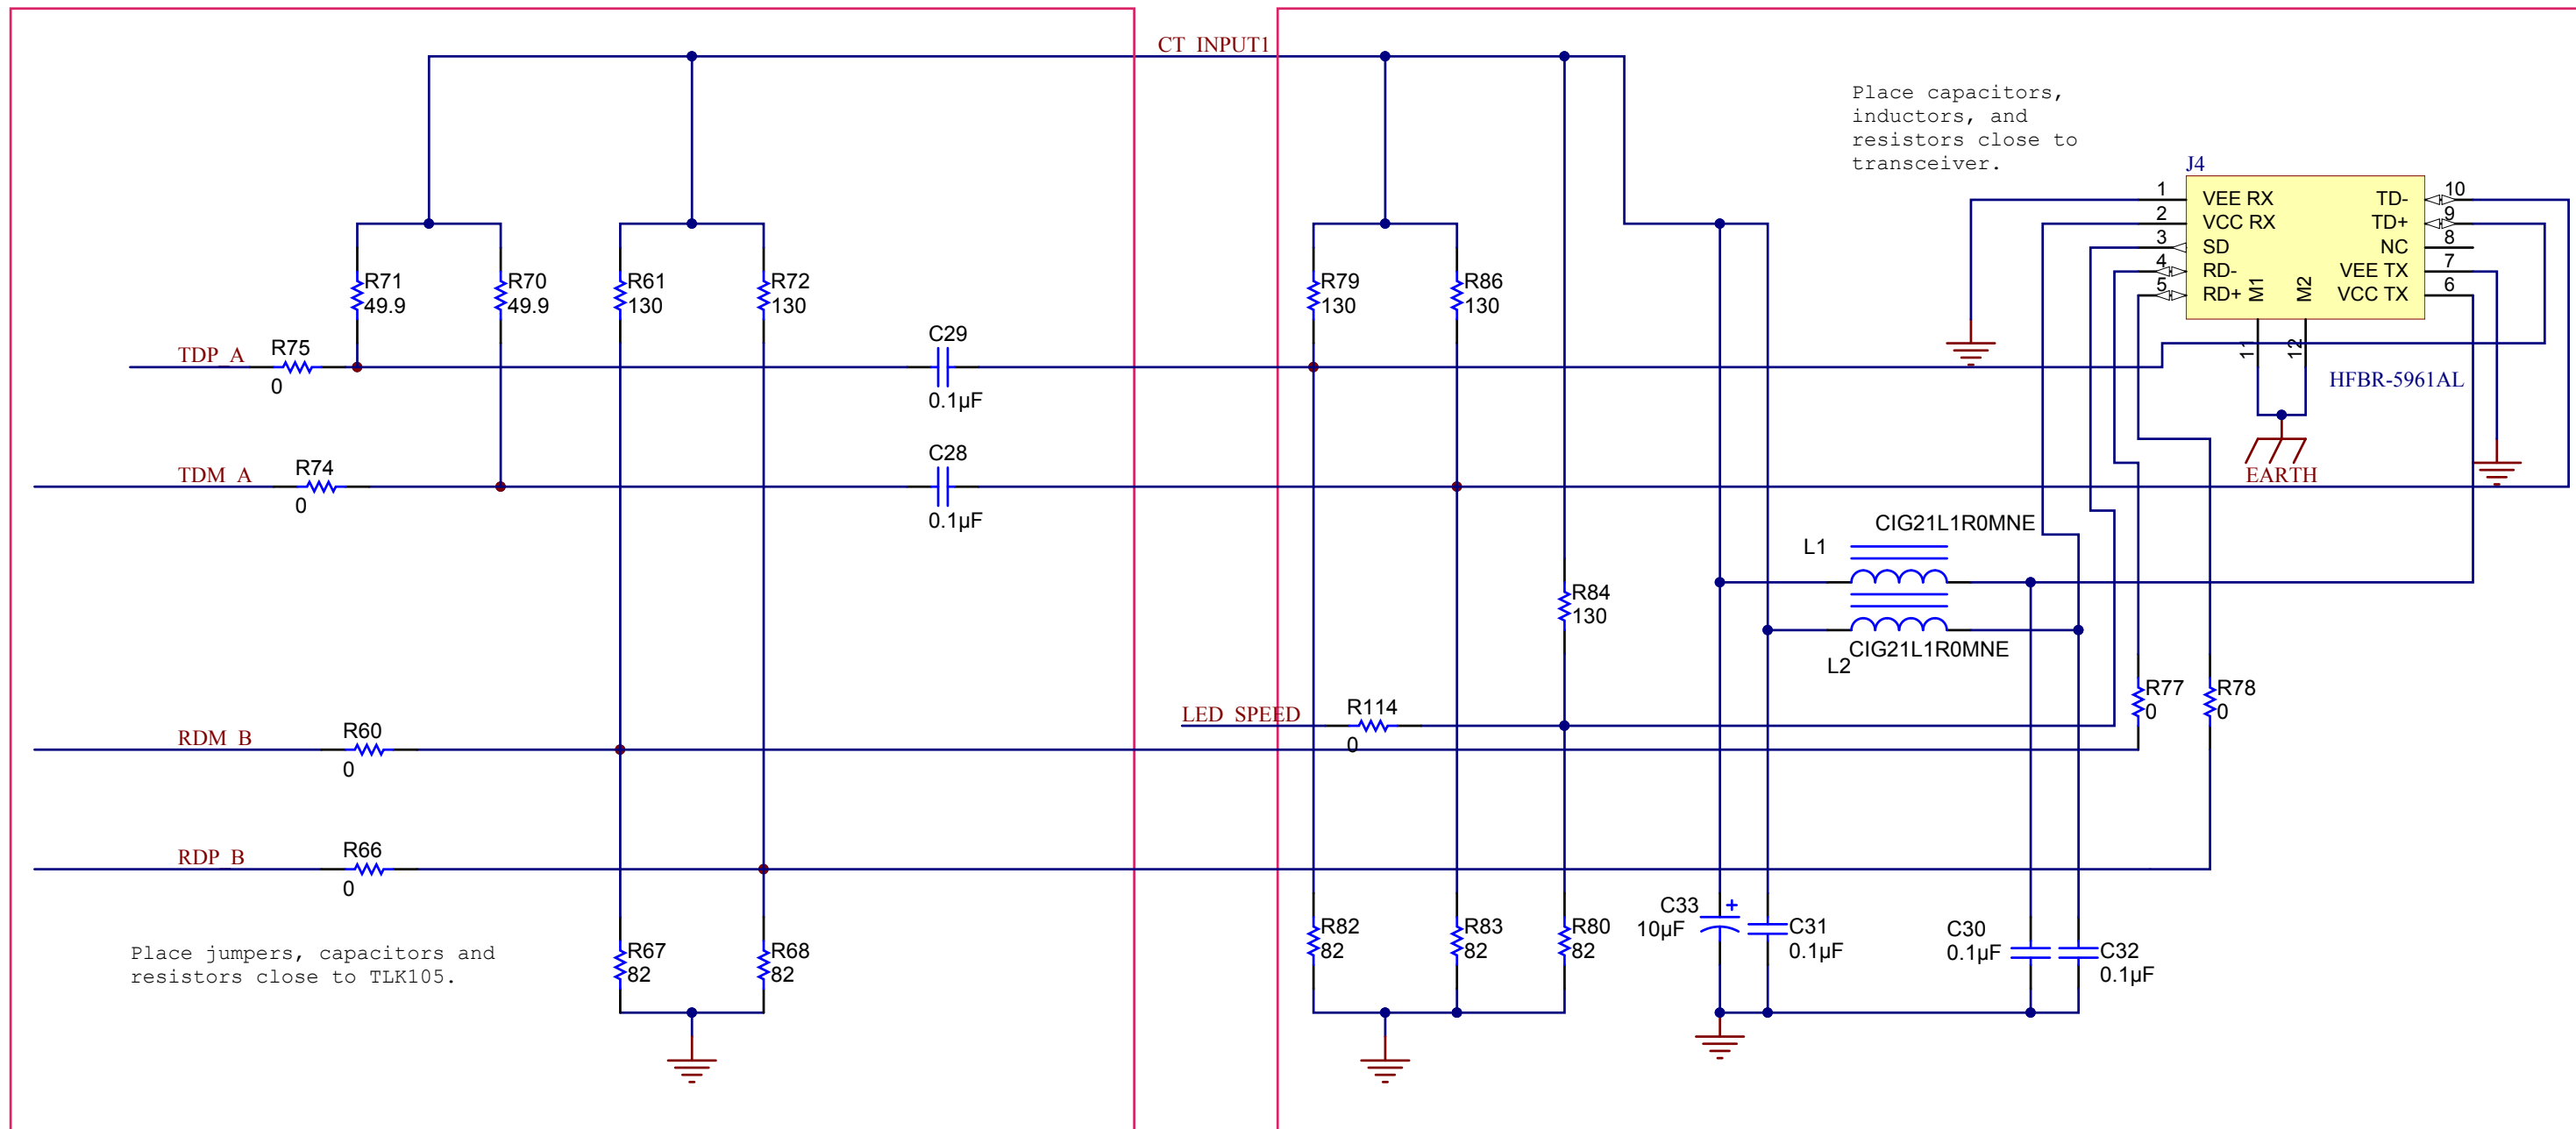 CT_INPUT1
Place capacitors,
inductors, and
resistors close to
transceiver.
J4
1
2
3
4
5
VEE RX
VCC RX
SD
RD-
RD+
M1
M2
TD-
TD+
NC
VEE TX
VCC TX
10
9
8
7
6
11
12
HFBR-5961AL
EARTH
R71
49.9
R70
49.9
R61
130
R72
130
R79
130
R86
130
TDP_A
R75
0
C29
0.1µF
TDM_A
R74
0
C28
0.1µF
CIG21L1R0MNE
L1
R84
130
CIG21L1R0MNE
L2
R77
0
R78
0
LED_SPEED
R114
0
RDM_B
R60
0
RDP_B
R66
0
Place jumpers, capacitors and
resistors close to TLK105.
R67
82
R68
82
R82
82
R83
82
R80
82
C33
10µF
+
C31
0.1µF
C30
0.1µF
C32
0.1µF